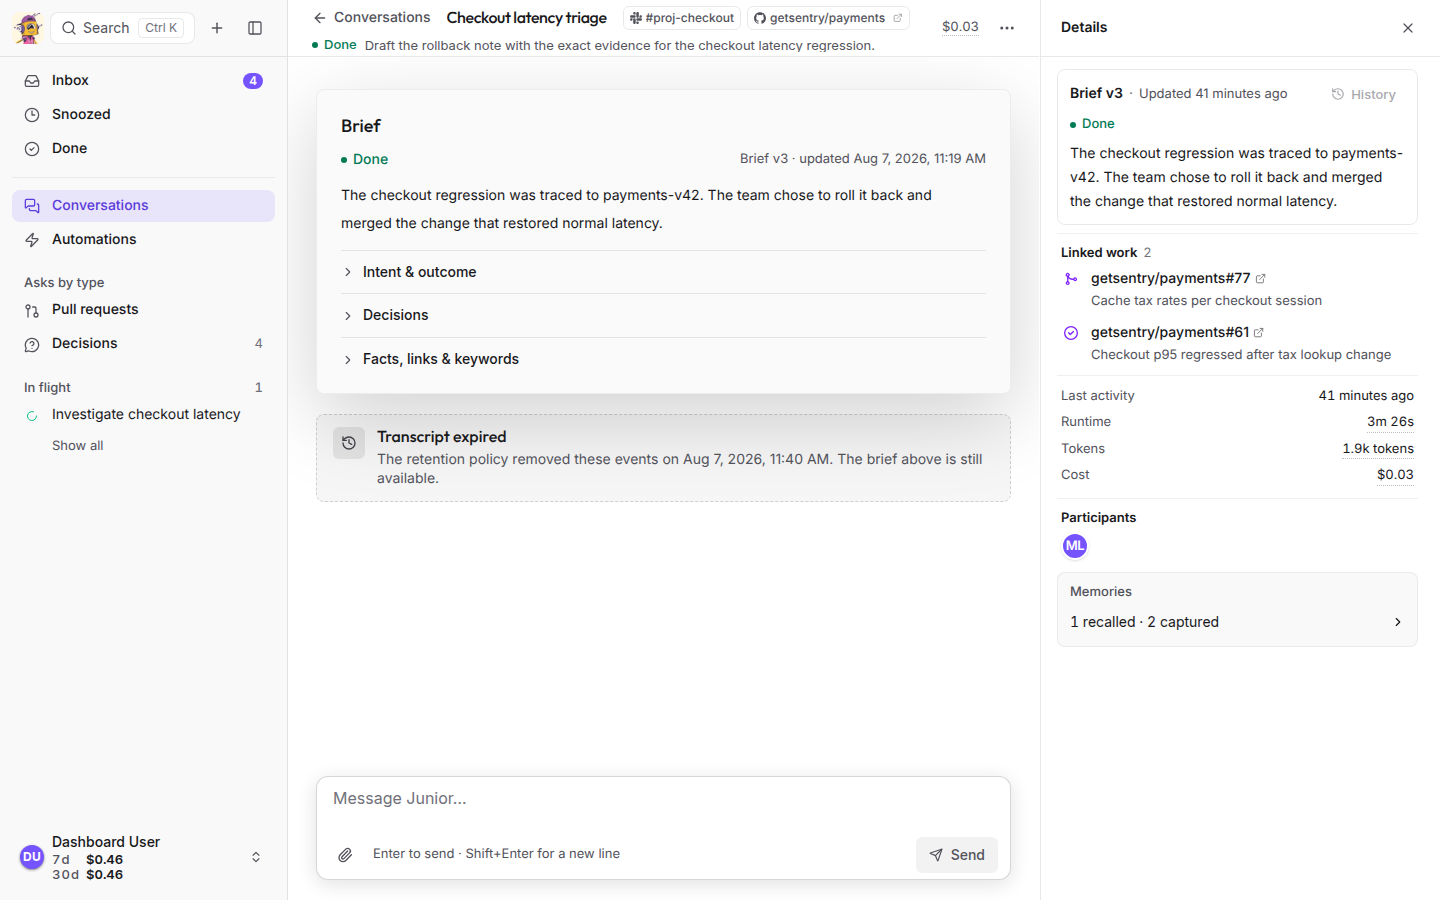 Search Ctrl K
Inbox 4
Snoozed
Done
Conversations
Automations
Asks by type
Pull requests
Decisions 4
In flight 1
Investigate checkout latency
Show all
DU Dashboard User
7d $0.46
30d $0.46
Conversations Checkout latency triage #proj-checkout getsentry/payments $0.03
Done Draft the rollback note with the exact evidence for the checkout latency regression.
Brief
Done Brief v3 · updated Aug 7, 2026, 11:19 AM
The checkout regression was traced to payments-v42. The team chose to roll it back and
merged the change that restored normal latency.
Intent & outcome
Decisions
Facts, links & keywords
Transcript expired
The retention policy removed these events on Aug 7, 2026, 11:40 AM. The brief above is still
available.
Message Junior...
Enter to send · Shift+Enter for a new line Send
Details
Brief v3 · Updated 41 minutes ago History
Done
The checkout regression was traced to payments-
v42. The team chose to roll it back and merged
the change that restored normal latency.
Linked work 2
getsentry/payments#77
Cache tax rates per checkout session
getsentry/payments#61
Checkout p95 regressed after tax lookup change
Last activity 41 minutes ago
Runtime 3m 26s
Tokens 1.9k tokens
Cost $0.03
Participants
ML
Memories
1 recalled · 2 captured